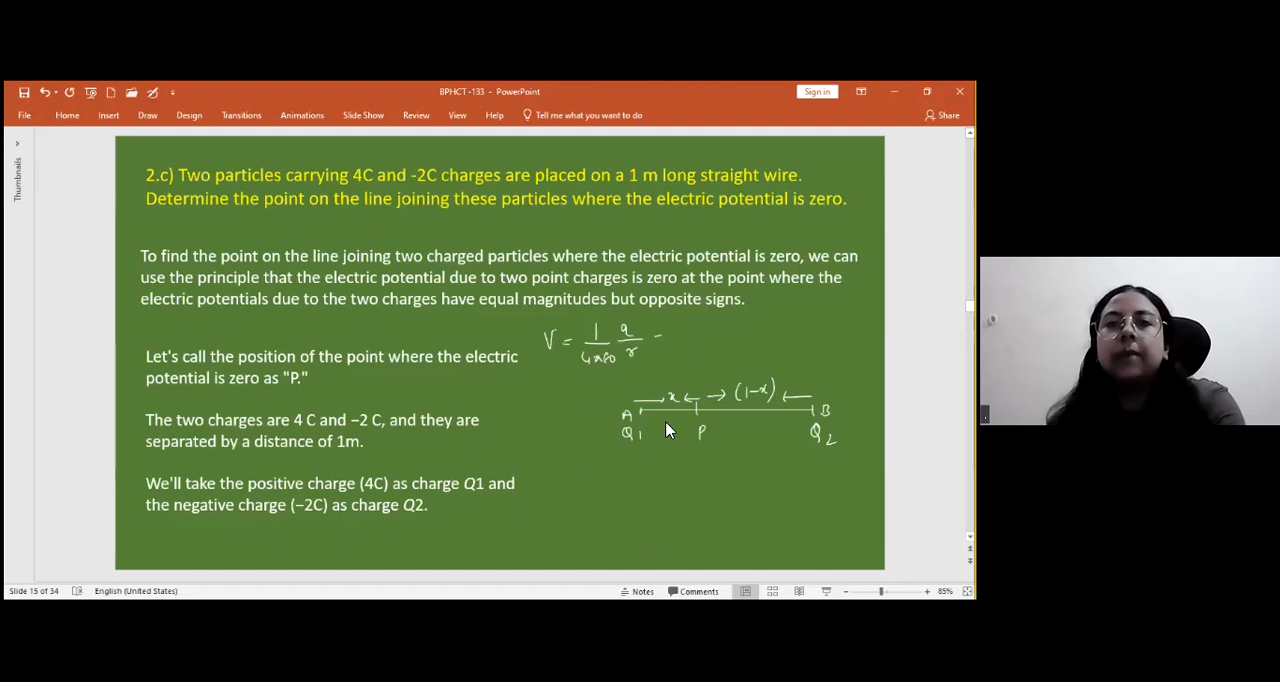 BPHCT-133 - PowerPoint
Sign in
File Home Insert Draw Design Transitions Animations Slide Show Review View Help Tell me what you want to do Share
Thumbnails
2.c) Two particles carrying 4C and -2C charges are placed on a 1 m long straight wire.
Determine the point on the line joining these particles where the electric potential is zero.
To find the point on the line joining two charged particles where the electric potential is zero, we can
use the principle that the electric potential due to two point charges is zero at the point where the
electric potentials due to the two charges have equal magnitudes but opposite signs.
V = 1/4πε0 q/r -
Let's call the position of the point where the electric
potential is zero as "P."
x (1-x)
A B
Q1 P Q2
The two charges are 4 C and −2 C, and they are
separated by a distance of 1m.
We'll take the positive charge (4C) as charge Q1 and
the negative charge (−2C) as charge Q2.
Slide 15 of 34 English (United States) Notes Comments 85%